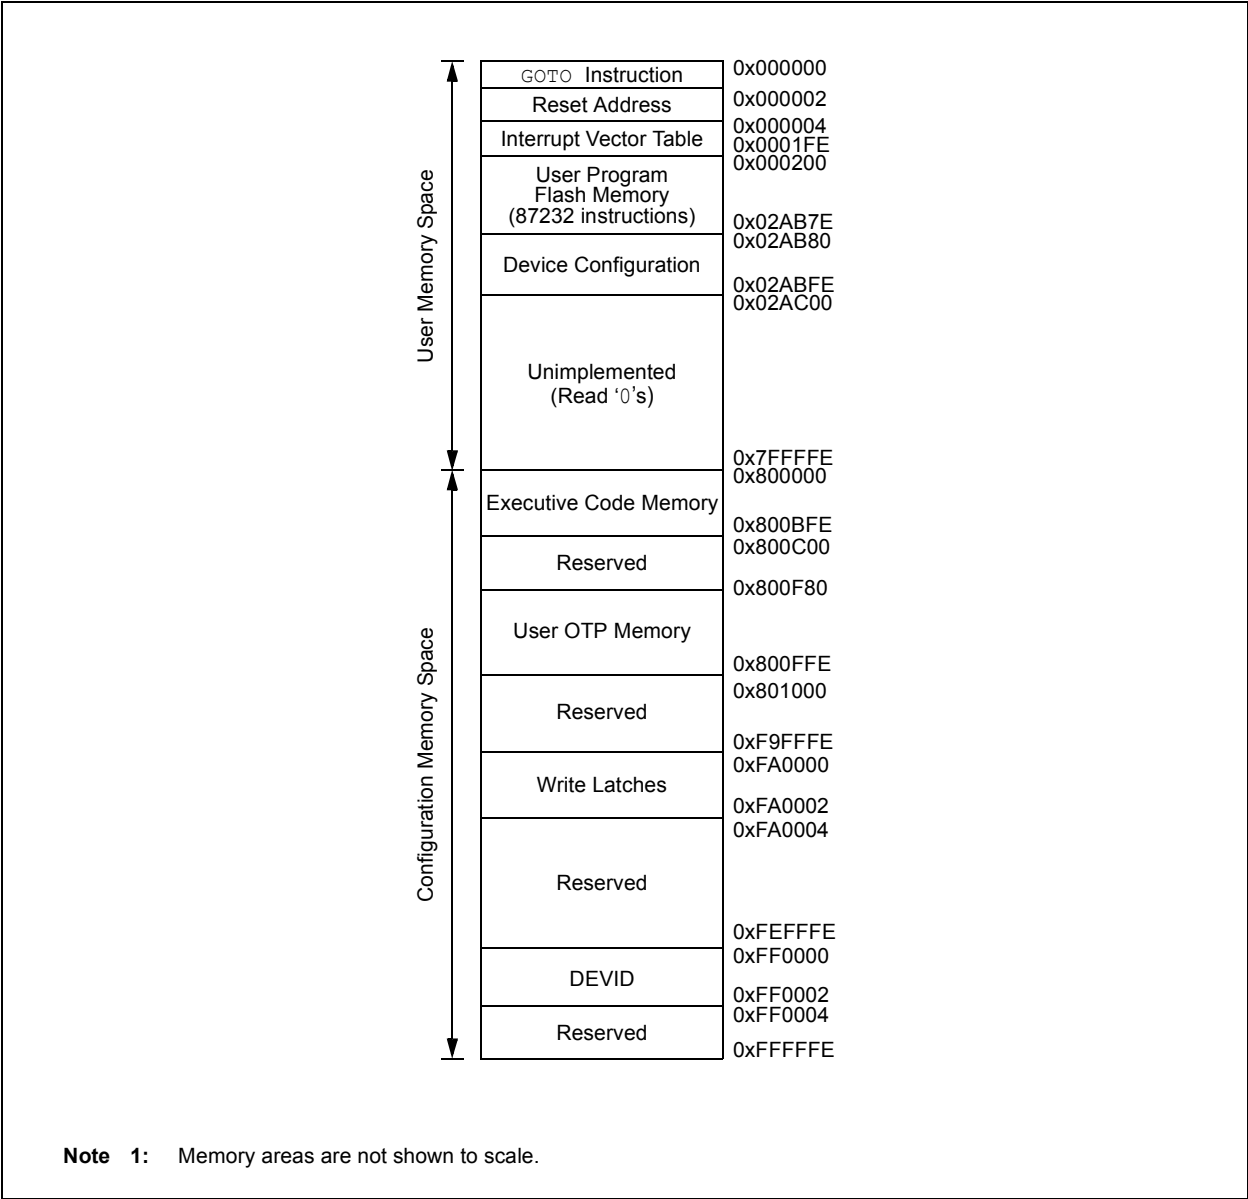 User Memory Space
GOTO Instruction
0x000000
Reset Address
0x000002
Interrupt Vector Table
0x000004
0x0001FE
User Program
Flash Memory
(87232 instructions)
0x000200
0x02AB7E
Device Configuration
0x02AB80
0x02ABFE
Unimplemented
(Read ‘0’s)
0x02AC00
0x7FFFFE
Configuration Memory Space
Executive Code Memory
0x800000
0x800BFE
Reserved
0x800C00
User OTP Memory
0x800F80
0x800FFE
Reserved
0x801000
0xF9FFFE
Write Latches
0xFA0000
0xFA0002
Reserved
0xFA0004
0xFEFFFE
DEVID
0xFF0000
0xFF0002
Reserved
0xFF0004
0xFFFFFE
Note 1: Memory areas are not shown to scale.